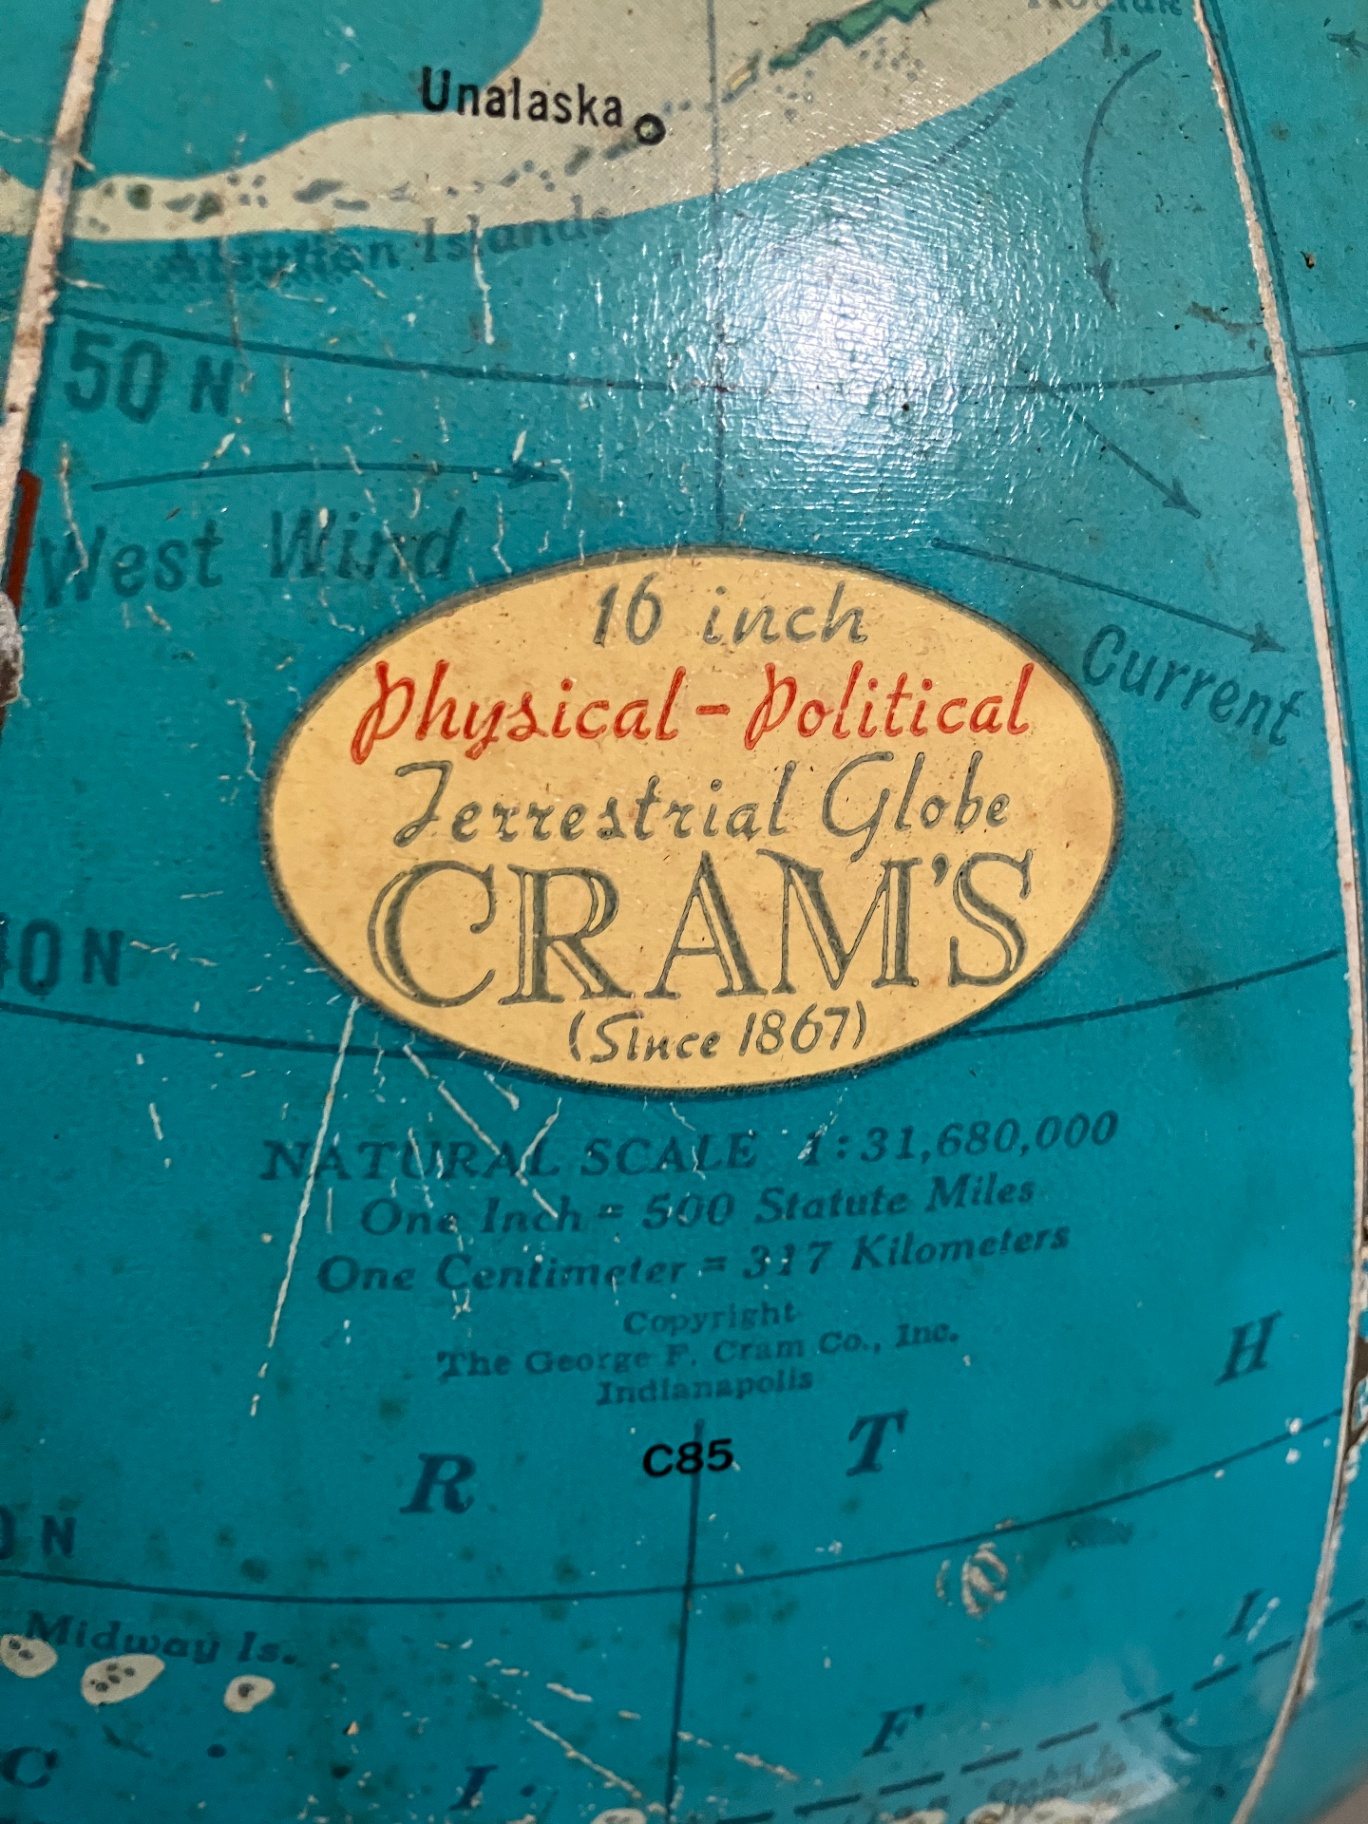 Unalaska
Kodiak
I.
Aleutian Islands
50 N
West Wind
Current
16 inch
Physical - Political
Terrestrial Globe
CRAM'S
(Since 1867)
40 N
NATURAL SCALE 1:31,680,000
One Inch = 500 Statute Miles
One Centimeter = 317 Kilometers
Copyright
The George F. Cram Co., Inc.
Indianapolis
C85
R T H
0 N
Midway Is.
I
F
C I